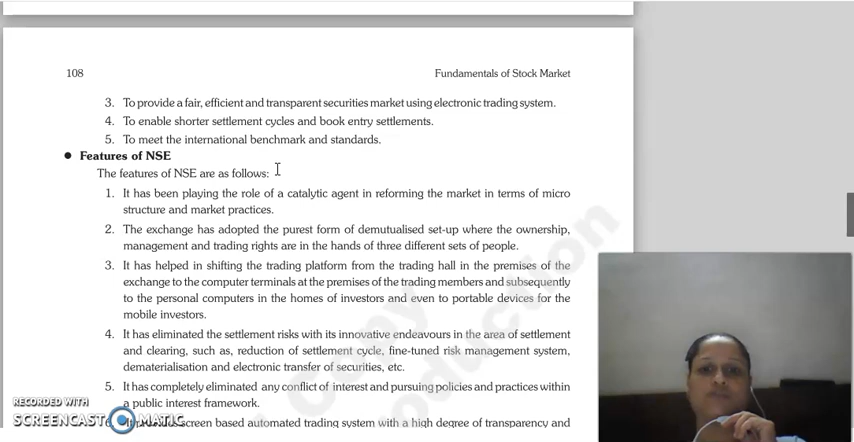 108 Fundamentals of Stock Market
3. To provide a fair, efficient and transparent securities market using electronic trading system.
4. To enable shorter settlement cycles and book entry settlements.
5. To meet the international benchmark and standards.
● Features of NSE
The features of NSE are as follows:
1. It has been playing the role of a catalytic agent in reforming the market in terms of micro
structure and market practices.
2. The exchange has adopted the purest form of demutualised set-up where the ownership,
management and trading rights are in the hands of three different sets of people.
3. It has helped in shifting the trading platform from the trading hall in the premises of the
exchange to the computer terminals at the premises of the trading members and subsequently
to the personal computers in the homes of investors and even to portable devices for the
mobile investors.
4. It has eliminated the settlement risks with its innovative endeavours in the area of settlement
and clearing, such as, reduction of settlement cycle, fine-tuned risk management system,
dematerialisation and electronic transfer of securities, etc.
5. It has completely eliminated any conflict of interest and pursuing policies and practices within
a public interest framework.
screen based automated trading system with a high degree of transparency and
Copy
RECORDED WITH
SCREENCAST MATIC